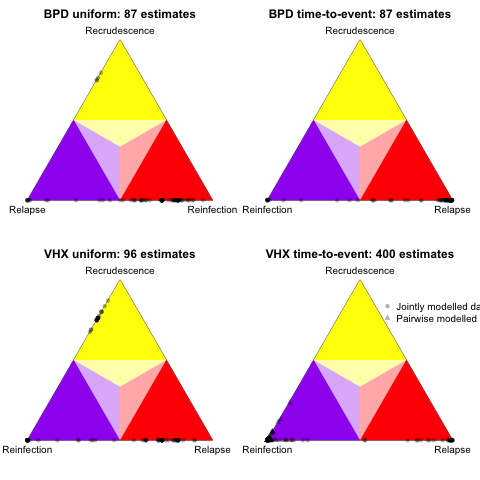 BPD uniform: 87 estimates
Recrudescence
Relapse
Reinfection
BPD time-to-event: 87 estimates
Recrudescence
Reinfection
Relapse
VHX uniform: 96 estimates
Recrudescence
Reinfection
Relapse
VHX time-to-event: 400 estimates
Recrudescence
Jointly modelled da
Pairwise modelled
Reinfection
Relapse